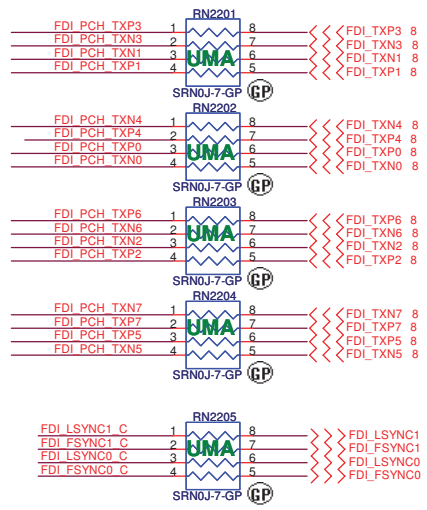 RN2201
FDI_PCH_TXP3 1 8 FDI_TXP3 8
FDI_PCH_TXN3 2 7 FDI_TXN3 8
FDI_PCH_TXN1 3 UMA 6 FDI_TXN1 8
FDI_PCH_TXP1 4 5 FDI_TXP1 8
SRN0J-7-GP GP
RN2202
FDI_PCH_TXN4 1 8 FDI_TXN4 8
FDI_PCH_TXP4 2 7 FDI_TXP4 8
FDI_PCH_TXP0 3 UMA 6 FDI_TXP0 8
FDI_PCH_TXN0 4 5 FDI_TXN0 8
SRN0J-7-GP GP
RN2203
FDI_PCH_TXP6 1 8 FDI_TXP6 8
FDI_PCH_TXN6 2 UMA 7 FDI_TXN6 8
FDI_PCH_TXN2 3 6 FDI_TXN2 8
FDI_PCH_TXP2 4 5 FDI_TXP2 8
SRN0J-7-GP GP
RN2204
FDI_PCH_TXN7 1 8 FDI_TXN7 8
FDI_PCH_TXP7 2 UMA 7 FDI_TXP7 8
FDI_PCH_TXP5 3 6 FDI_TXP5 8
FDI_PCH_TXN5 4 5 FDI_TXN5 8
SRN0J-7-GP GP
RN2205
FDI_LSYNC1_C 1 8 FDI_LSYNC1
FDI_FSYNC1_C 2 UMA 7 FDI_FSYNC1
FDI_LSYNC0_C 3 6 FDI_LSYNC0
FDI_FSYNC0_C 4 5 FDI_FSYNC0
SRN0J-7-GP GP